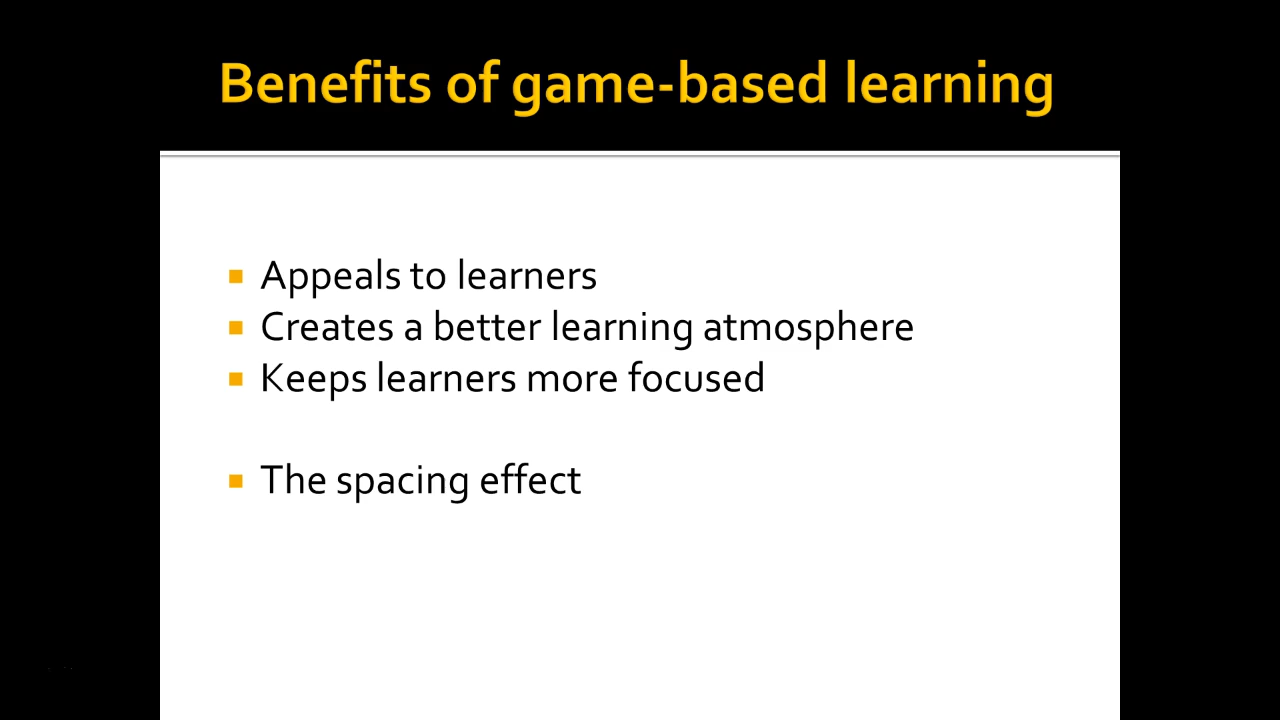 Benefits of game-based learning
Appeals to learners
Creates a better learning atmosphere
Keeps learners more focused
The spacing effect